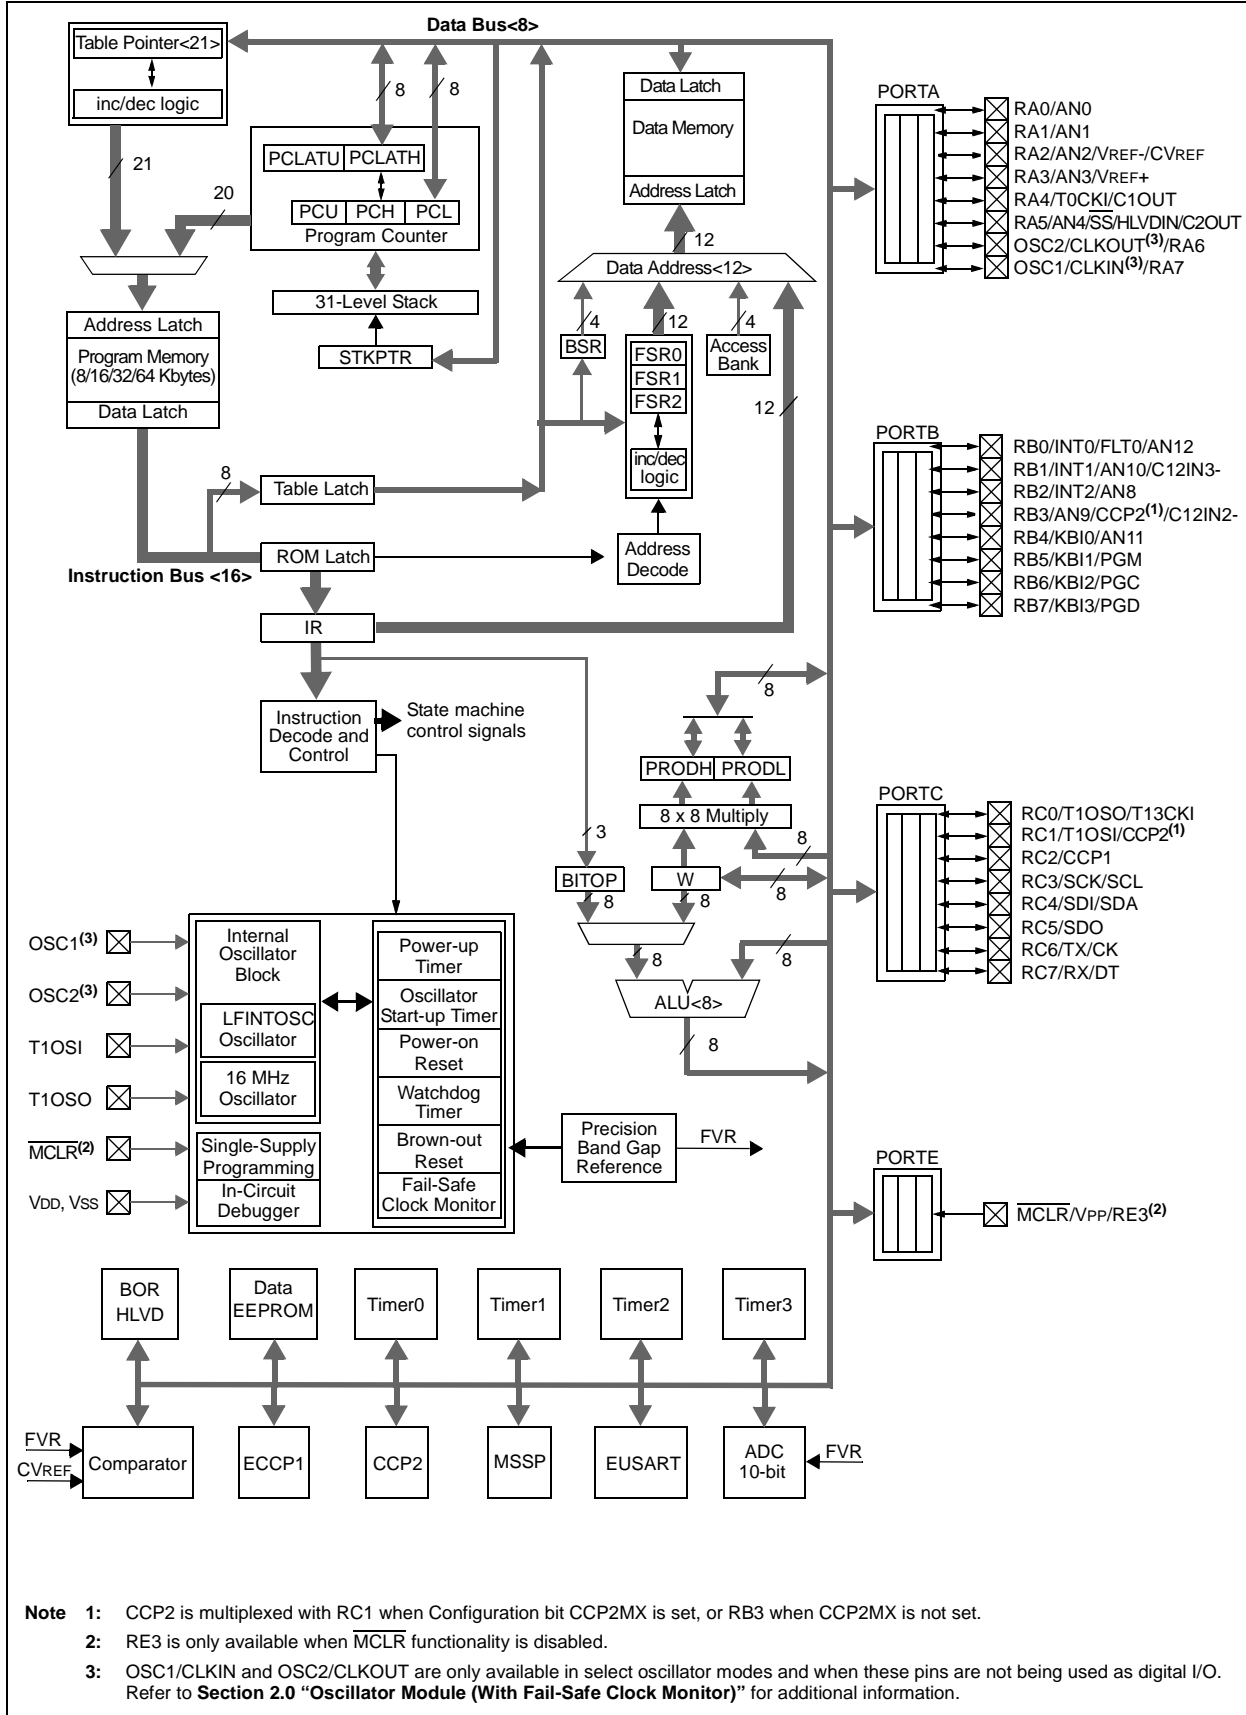 Data Bus<8>
Table Pointer<21>
inc/dec logic
21
20
8
8
PCLATU
PCLATH
PCU
PCH
PCL
Program Counter
31-Level Stack
STKPTR
Data Latch
Data Memory
Address Latch
12
Data Address<12>
4
12
4
BSR
FSR0
FSR1
FSR2
inc/dec
logic
Access
Bank
12
Address
Decode
Address Latch
Program Memory
(8/16/32/64 Kbytes)
Data Latch
8
Table Latch
ROM Latch
Instruction Bus <16>
IR
Instruction
Decode and
Control
State machine
control signals
8
PRODH
PRODL
8 x 8 Multiply
3
8
BITOP
W
8
8
8
8
8
ALU<8>
8
PORTA
RA0/AN0
RA1/AN1
RA2/AN2/VREF-/CVREF
RA3/AN3/VREF+
RA4/T0CKI/C1OUT
RA5/AN4/SS/HLVDIN/C2OUT
OSC2/CLKOUT(3)/RA6
OSC1/CLKIN(3)/RA7
PORTB
RB0/INT0/FLT0/AN12
RB1/INT1/AN10/C12IN3-
RB2/INT2/AN8
RB3/AN9/CCP2(1)/C12IN2-
RB4/KBI0/AN11
RB5/KBI1/PGM
RB6/KBI2/PGC
RB7/KBI3/PGD
PORTC
RC0/T1OSO/T13CKI
RC1/T1OSI/CCP2(1)
RC2/CCP1
RC3/SCK/SCL
RC4/SDI/SDA
RC5/SDO
RC6/TX/CK
RC7/RX/DT
PORTE
MCLR/VPP/RE3(2)
OSC1(3)
OSC2(3)
T1OSI
T1OSO
MCLR(2)
VDD, VSS
Internal
Oscillator
Block
LFINTOSC
Oscillator
16 MHz
Oscillator
Single-Supply
Programming
In-Circuit
Debugger
Power-up
Timer
Oscillator
Start-up Timer
Power-on
Reset
Watchdog
Timer
Brown-out
Reset
Fail-Safe
Clock Monitor
Precision
Band Gap
Reference
FVR
BOR
HLVD
Data
EEPROM
Timer0
Timer1
Timer2
Timer3
FVR
CVREF
Comparator
ECCP1
CCP2
MSSP
EUSART
ADC
10-bit
FVR
Note 1: CCP2 is multiplexed with RC1 when Configuration bit CCP2MX is set, or RB3 when CCP2MX is not set.
2: RE3 is only available when MCLR functionality is disabled.
3: OSC1/CLKIN and OSC2/CLKOUT are only available in select oscillator modes and when these pins are not being used as digital I/O.
Refer to Section 2.0 “Oscillator Module (With Fail-Safe Clock Monitor)” for additional information.